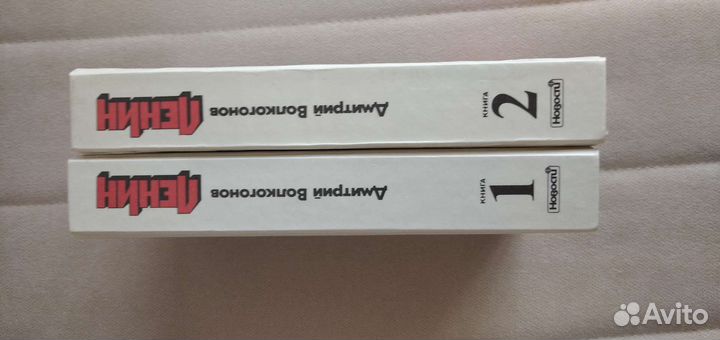 ЛЕНИН
Дмитрий Волкогонов
КНИГА
2
Новости
ЛЕНИН
Дмитрий Волкогонов
КНИГА
1
Новости
Avito